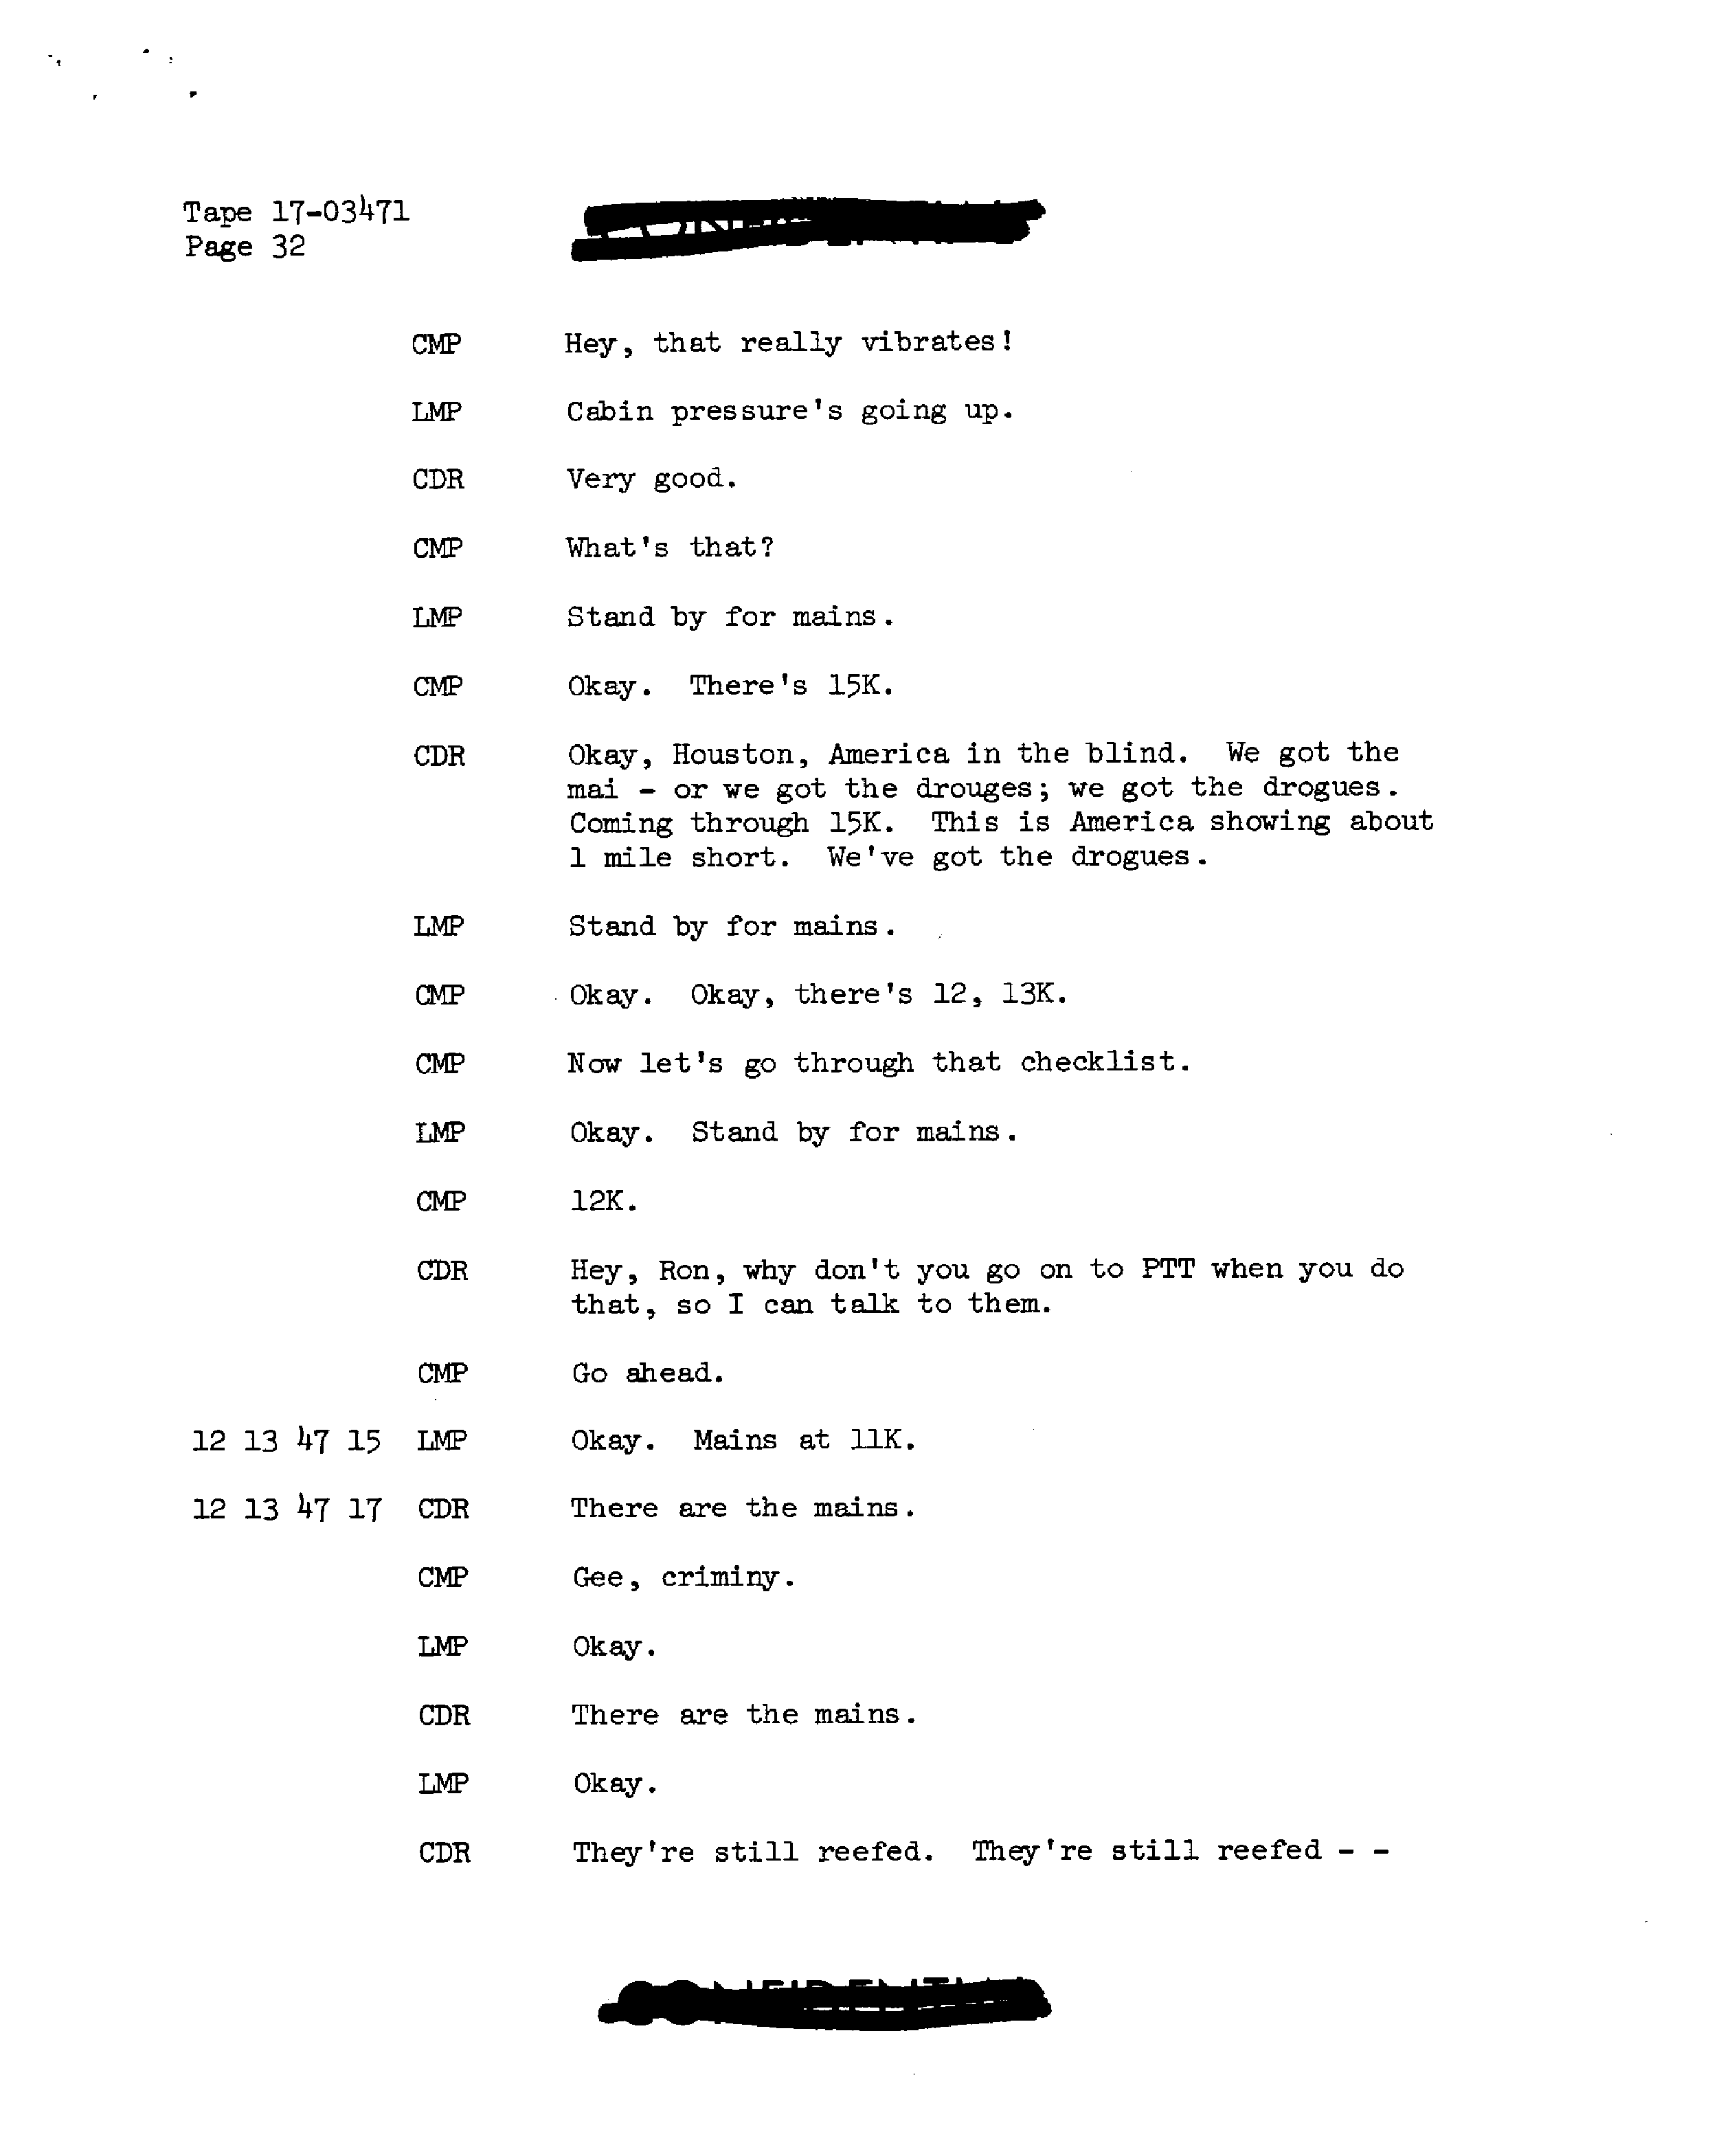 Tape 17-03471
Page 32
CMP Hey, that really vibrates!
LMP Cabin pressure's going up.
CDR Very good.
CMP What's that?
LMP Stand by for mains.
CMP Okay. There's 15K.
CDR Okay, Houston, America in the blind. We got the
mai - or we got the drouges; we got the drogues.
Coming through 15K. This is America showing about
1 mile short. We've got the drogues.
LMP Stand by for mains.
CMP Okay. Okay, there's 12, 13K.
CMP Now let's go through that checklist.
LMP Okay. Stand by for mains.
CMP 12K.
CDR Hey, Ron, why don't you go on to PTT when you do
that, so I can talk to them.
CMP Go ahead.
12 13 47 15 LMP Okay. Mains at 11K.
12 13 47 17 CDR There are the mains.
CMP Gee, criminy.
LMP Okay.
CDR There are the mains.
LMP Okay.
CDR They're still reefed. They're still reefed - -